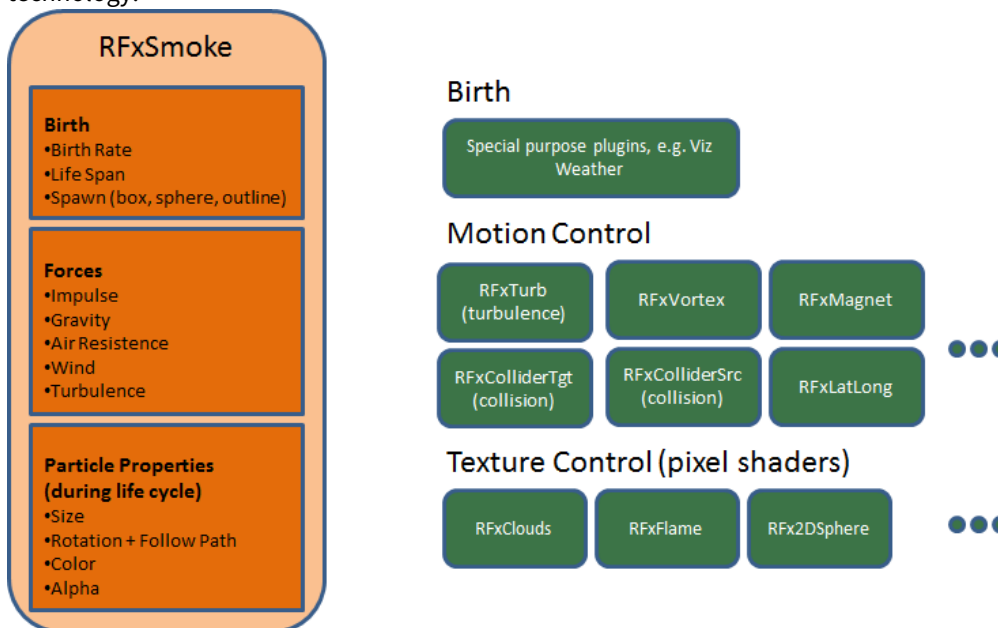 technology.
RFxSmoke
Birth
•Birth Rate
•Life Span
•Spawn (box, sphere, outline)
Forces
•Impulse
•Gravity
•Air Resistence
•Wind
•Turbulence
Particle Properties
(during life cycle)
•Size
•Rotation + Follow Path
•Color
•Alpha
Birth
Special purpose plugins, e.g. Viz
Weather
Motion Control
RFxTurb
(turbulence)
RFxVortex
RFxMagnet
RFxColliderTgt
(collision)
RFxColliderSrc
(collision)
RFxLatLong
Texture Control (pixel shaders)
RFxClouds
RFxFlame
RFx2DSphere